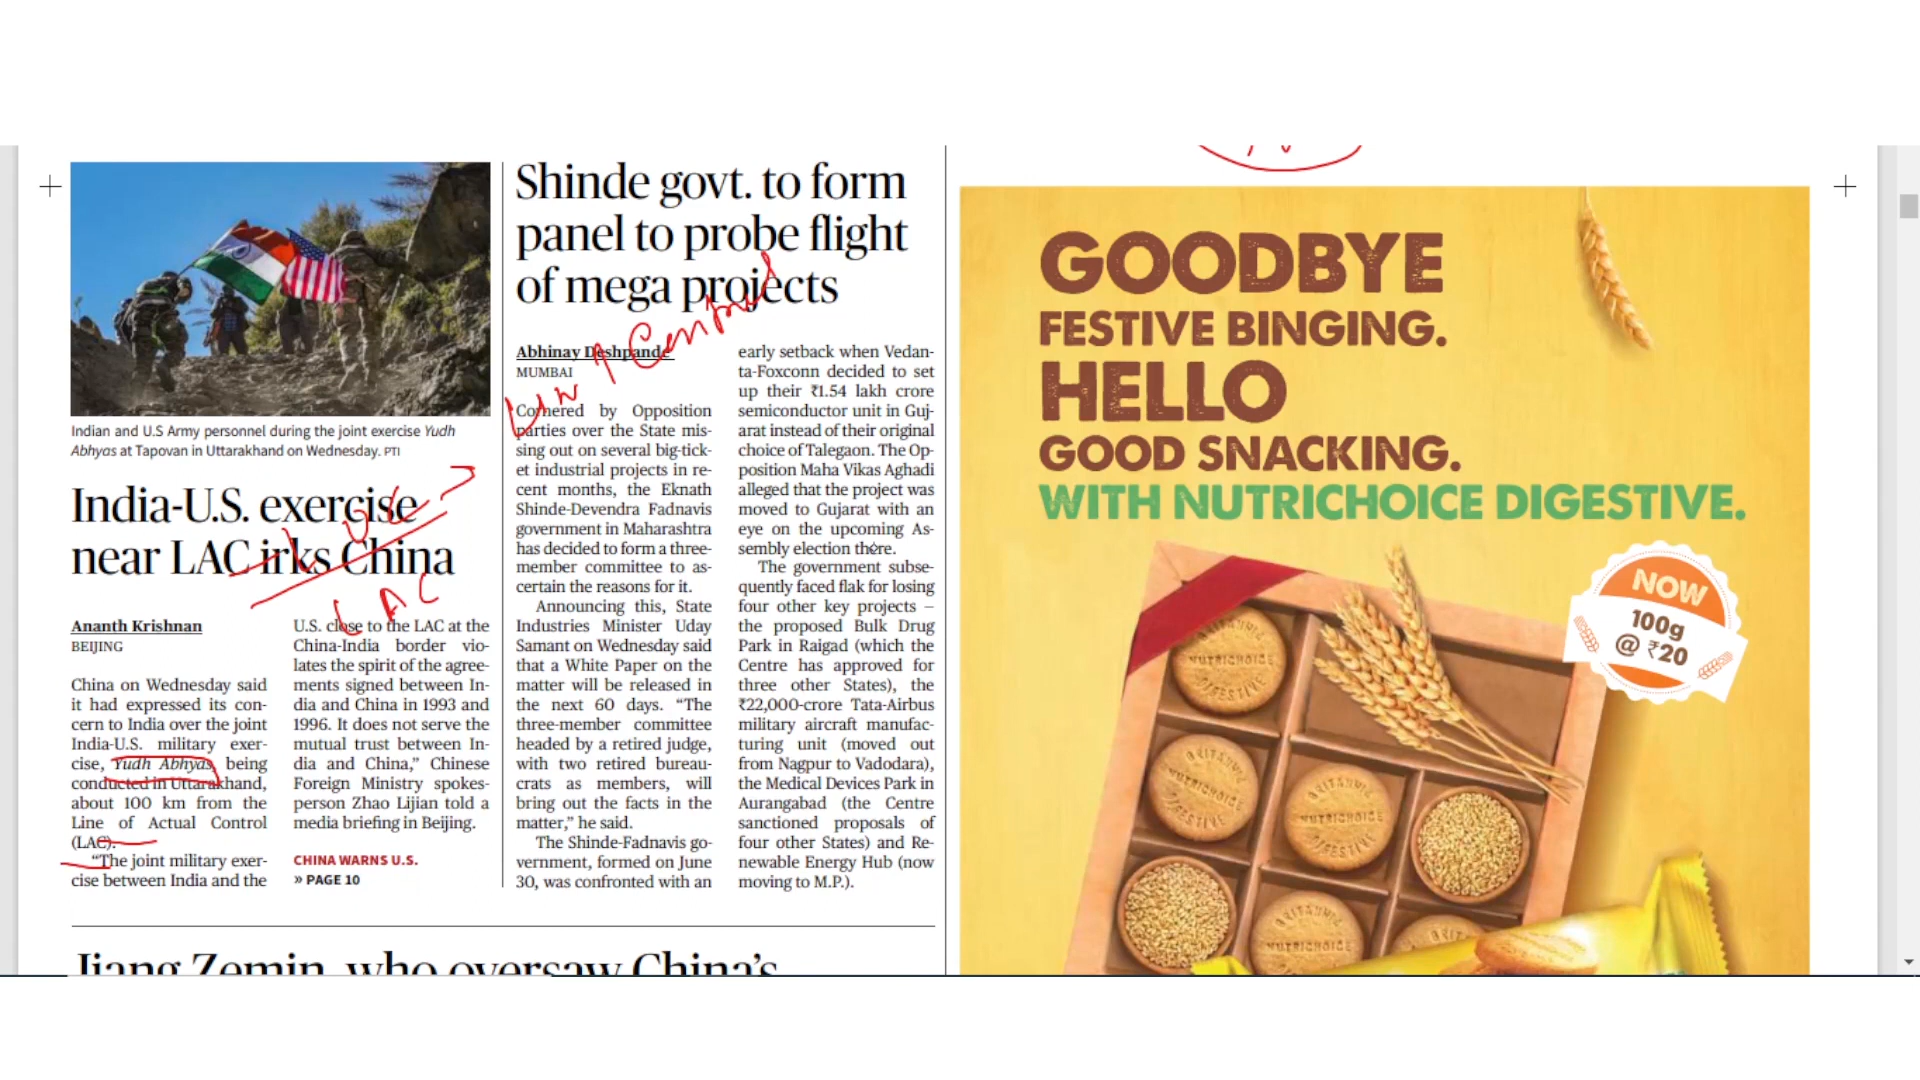 Indian and U.S Army personnel during the joint exercise Yudh
Abhyas at Tapovan in Uttarakhand on Wednesday. PTI
India-U.S. exercise
near LAC irks China
Ananth Krishnan
BEIJING
China on Wednesday said
it had expressed its con-
cern to India over the joint
India-U.S. military exer-
cise, Yudh Abhyas, being
conducted in Uttarakhand,
about 100 km from the
Line of Actual Control
(LAC).
“The joint military exer-
cise between India and the
U.S. close to the LAC at the
China-India border vio-
lates the spirit of the agree-
ments signed between In-
dia and China in 1993 and
1996. It does not serve the
mutual trust between In-
dia and China,” Chinese
Foreign Ministry spokes-
person Zhao Lijian told a
media briefing in Beijing.
CHINA WARNS U.S.
» PAGE 10
LAC
Shinde govt. to form
panel to probe flight
of mega projects
Central
Abhinay Deshpande
MUMBAI
Cornered by Opposition
parties over the State mis-
sing out on several big-tick-
et industrial projects in re-
cent months, the Eknath
Shinde-Devendra Fadnavis
government in Maharashtra
has decided to form a three-
member committee to as-
certain the reasons for it.
Announcing this, State
Industries Minister Uday
Samant on Wednesday said
that a White Paper on the
matter will be released in
the next 60 days. “The
three-member committee
headed by a retired judge,
with two retired bureau-
crats as members, will
bring out the facts in the
matter,” he said.
The Shinde-Fadnavis go-
vernment, formed on June
30, was confronted with an
early setback when Vedan-
ta-Foxconn decided to set
up their ₹1.54 lakh crore
semiconductor unit in Guj-
arat instead of their original
choice of Talegaon. The Op-
position Maha Vikas Aghadi
alleged that the project was
moved to Gujarat with an
eye on the upcoming As-
sembly election there.
The government subse-
quently faced flak for losing
four other key projects –
the proposed Bulk Drug
Park in Raigad (which the
Centre has approved for
three other States), the
₹22,000-crore Tata-Airbus
military aircraft manufac-
turing unit (moved out
from Nagpur to Vadodara),
the Medical Devices Park in
Aurangabad (the Centre
sanctioned proposals of
four other States) and Re-
newable Energy Hub (now
moving to M.P.).
Jiang Zemin, who oversaw China’s
GOODBYE
FESTIVE BINGING.
HELLO
GOOD SNACKING.
WITH NUTRICHOICE DIGESTIVE.
NOW
100g
@ ₹20
BRITANNIA
NUTRICHOICE
DIGESTIVE
BRITANNIA
NUTRICHOICE
DIGESTIVE
BRITANNIA
NUTRICHOICE
DIGESTIVE
BRITANNIA
NUTRICHOICE